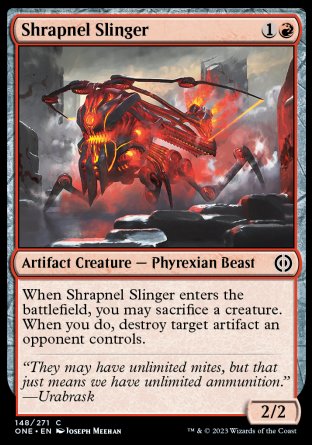 Shrapnel Slinger 1
Artifact Creature — Phyrexian Beast
When Shrapnel Slinger enters the
battlefield, you may sacrifice a creature.
When you do, destroy target artifact an
opponent controls.
"They may have unlimited mites, but that
just means we have unlimited ammunition."
—Urabrask
2/2
148/271 C
ONE • EN Joseph Meehan
™ & © 2023 Wizards of the Coast